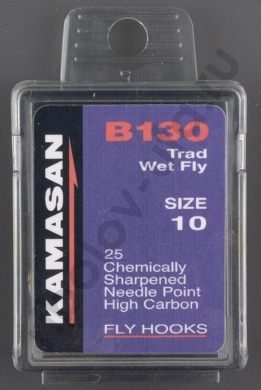 KAMASAN
B130
Trad
Wet Fly
SIZE
10
25
Chemically
Sharpened
Needle Point
High Carbon
FLY HOOKS